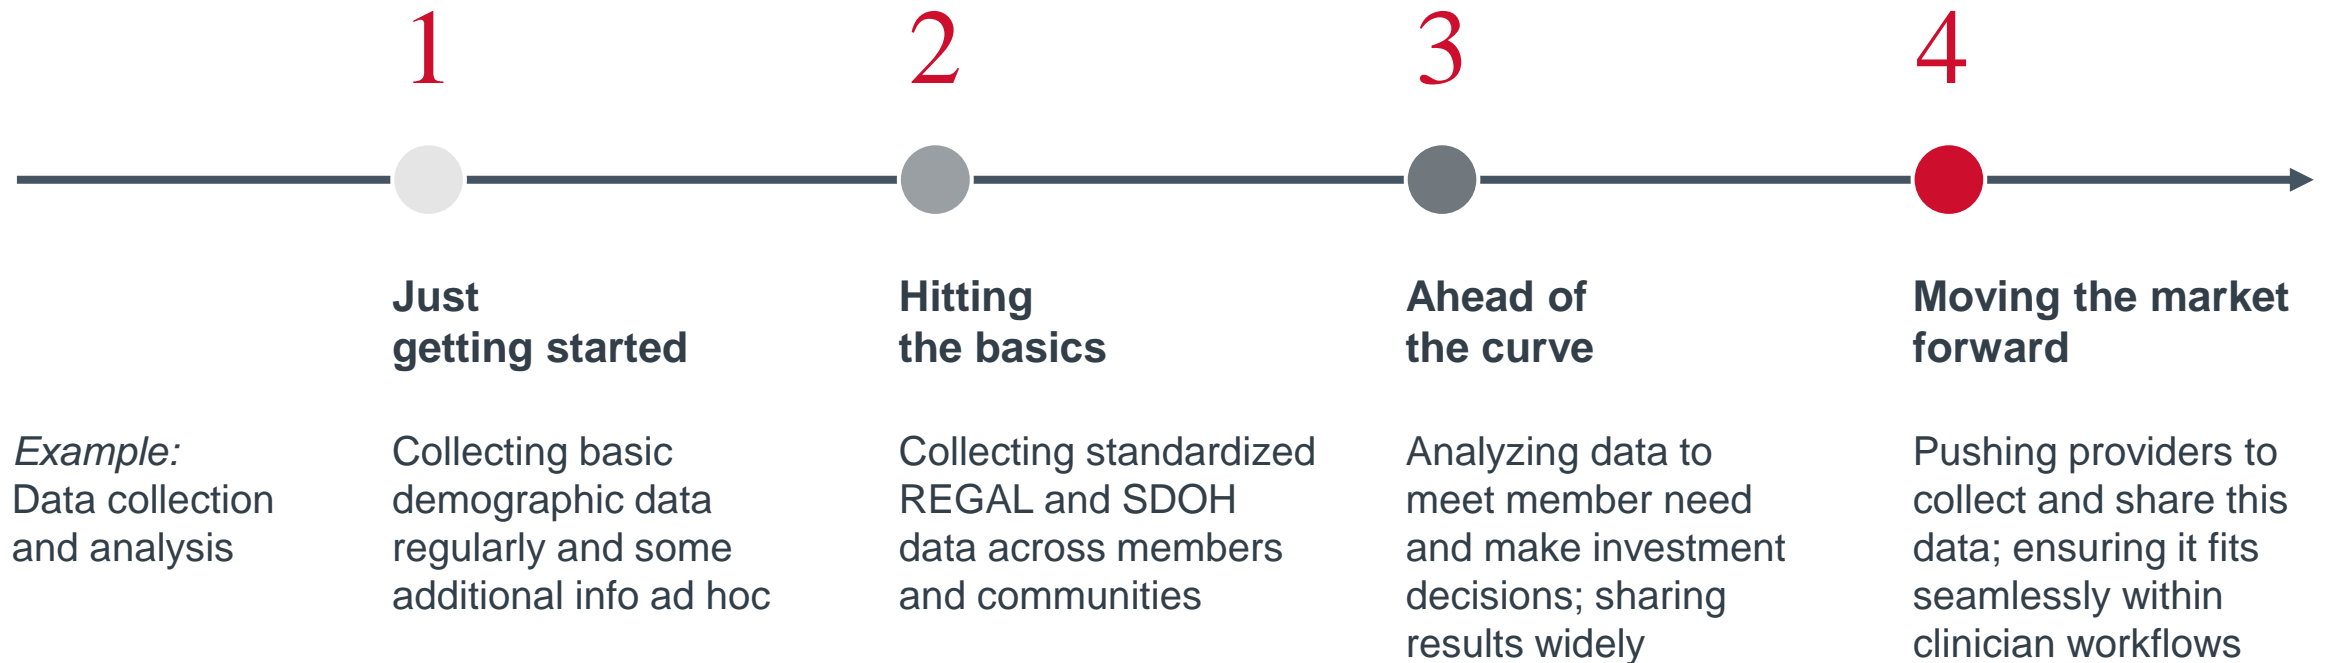 1
2
3
4
Just
getting started
Hitting
the basics
Ahead of
the curve
Moving the market
forward
Example:
Data collection
and analysis
Collecting basic
demographic data
regularly and some
additional info ad hoc
Collecting standardized
REGAL and SDOH
data across members
and communities
Analyzing data to
meet member need
and make investment
decisions; sharing
results widely
Pushing providers to
collect and share this
data; ensuring it fits
seamlessly within
clinician workflows